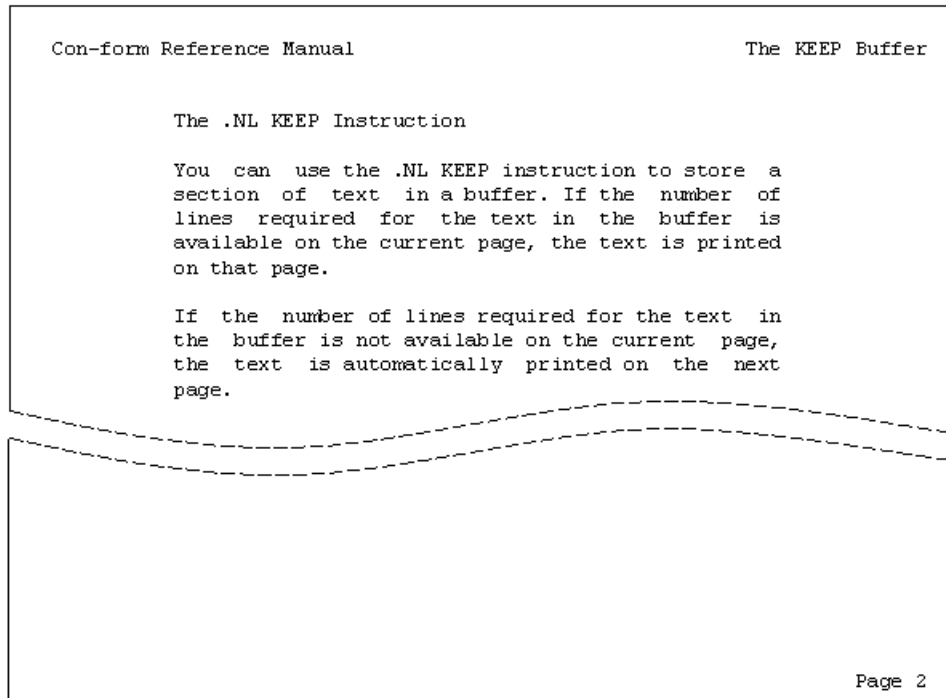 Con-form Reference Manual The KEEP Buffer
The .NL KEEP Instruction
You can use the .NL KEEP instruction to store a
section of text in a buffer. If the number of
lines required for the text in the buffer is
available on the current page, the text is printed
on that page.
If the number of lines required for the text in
the buffer is not available on the current page,
the text is automatically printed on the next
page.
Page 2